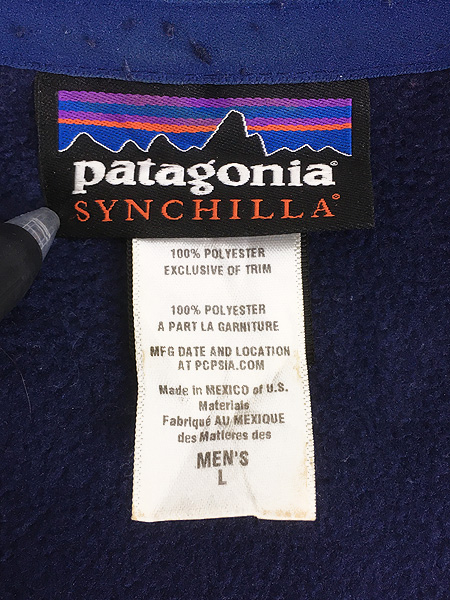 patagonia®
SYNCHILLA®
100% POLYESTER
EXCLUSIVE OF TRIM
100% POLYESTER
A PART LA GARNITURE
MFG DATE AND LOCATION
AT PCPSIA.COM
Made in MEXICO of U.S.
Materials
Fabriqué AU MEXIQUE
des Matieres des
MEN'S
L